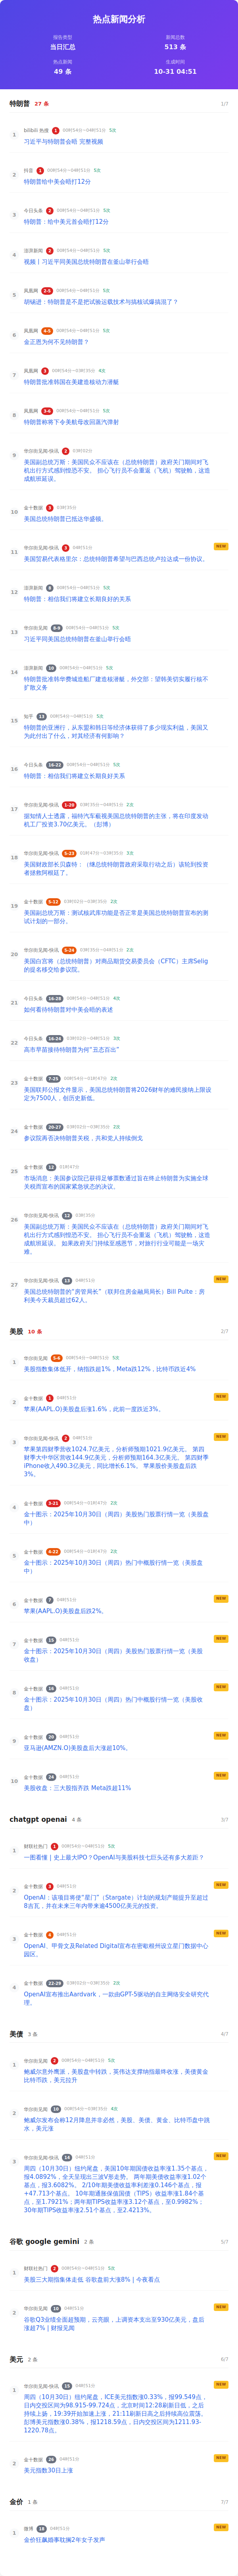 热点新闻分析
报告类型
新闻总数
当日汇总
513 条
热点新闻
生成时间
49 条
10-31 04:51
特朗普 27 条
1/7
1
bilibili 热搜 1 00时54分~04时51分 5次
习近平与特朗普会晤 完整视频
2
抖音 1 00时54分~04时51分 5次
特朗普给中美会晤打12分
3
今日头条 2 00时54分~04时51分 5次
特朗普：给中美元首会晤打12分
4
澎湃新闻 2 00时54分~04时51分 5次
视频丨习近平同美国总统特朗普在釜山举行会晤
5
凤凰网 2-5 00时54分~04时51分 5次
胡锡进：特朗普是不是把试验运载技术与搞核试爆搞混了？
6
凤凰网 4-5 00时54分~04时51分 5次
金正恩为何不见特朗普？
7
凤凰网 3 00时54分~03时35分 4次
特朗普批准韩国在美建造核动力潜艇
8
凤凰网 5-6 00时54分~04时51分 5次
特朗普称将下令美航母改回蒸汽弹射
9
华尔街见闻-快讯 2 03时02分
美国副总统万斯：美国民众不应该在（总统特朗普）政府关门期间对飞
机出行方式感到惶恐不安。 担心飞行员不会重返（飞机）驾驶舱，这造
成航班延误。
10
金十数据 3 03时35分
美国总统特朗普已抵达华盛顿。
11
华尔街见闻-快讯 3 04时51分
NEW
美国贸易代表格里尔：总统特朗普希望与巴西总统卢拉达成一份协议。
12
澎湃新闻 8 00时54分~04时51分 5次
特朗普：相信我们将建立长期良好的关系
13
华尔街见闻 8-9 00时54分~04时51分 5次
习近平同美国总统特朗普在釜山举行会晤
14
澎湃新闻 10 00时54分~04时51分 5次
特朗普批准韩华费城造船厂建造核潜艇，外交部：望韩美切实履行核不
扩散义务
15
知乎 13 00时54分~04时51分 5次
特朗普的亚洲行，从东盟和韩日等经济体获得了多少现实利益，美国又
为此付出了什么，对其经济有何影响？
16
今日头条 16-22 00时54分~04时51分 5次
特朗普：相信我们将建立长期良好关系
17
华尔街见闻-快讯 1-20 03时35分~04时51分 2次
据知情人士透露，福特汽车藐视美国总统特朗普的主张，将在印度发动
机工厂投资3.70亿美元。（彭博）
18
华尔街见闻-快讯 5-23 01时47分~03时35分 3次
美国财政部长贝森特：（继总统特朗普政府采取行动之后）该轮到投资
者拯救阿根廷了。
19
金十数据 5-12 03时02分~03时35分 2次
美国副总统万斯：测试核武库功能是否正常是美国总统特朗普宣布的测
试计划的一部分。
20
华尔街见闻-快讯 5-24 03时35分~04时51分 2次
美国白宫将（总统特朗普）对商品期货交易委员会（CFTC）主席Selig
的提名移交给参议院。
21
今日头条 16-28 00时54分~04时51分 4次
如何看待特朗普对中美会晤的表述
22
今日头条 16-24 03时02分~04时51分 3次
高市早苗接待特朗普为何“丑态百出”
23
金十数据 7-25 00时54分~01时47分 2次
美国联邦公报文件显示，美国总统特朗普将2026财年的难民接纳上限设
定为7500人，创历史新低。
24
金十数据 20-27 03时02分~03时35分 2次
参议院再否决特朗普关税，共和党人持续倒戈
25
金十数据 12 01时47分
市场消息：美国参议院已获得足够票数通过旨在终止特朗普为实施全球
关税而宣布的国家紧急状态的决议。
26
华尔街见闻-快讯 12 03时35分
美国副总统万斯：美国民众不应该在（总统特朗普）政府关门期间对飞
机出行方式感到惶恐不安。 担心飞行员不会重返（飞机）驾驶舱，这造
成航班延误。 如果政府关门持续至感恩节，对旅行行业可能是一场灾
难。
27
华尔街见闻-快讯 13 04时51分
NEW
美国总统特朗普的“房管局长”（联邦住房金融局局长）Bill Pulte：房
利美今天裁员超过62人。
美股 10 条
2/7
1
华尔街见闻 5-6 00时54分~04时51分 5次
美股指数集体低开，纳指跌超1%，Meta跌12%，比特币跌近4%
2
金十数据 1 04时51分
NEW
苹果(AAPL.O)美股盘后涨1.6%，此前一度跌近3%。
3
华尔街见闻-快讯 2 04时51分
NEW
苹果第四财季营收1024.7亿美元，分析师预期1021.9亿美元。 第四
财季大中华区营收144.9亿美元，分析师预期164.3亿美元。 第四财季
iPhone收入490.3亿美元，同比增长6.1%。 苹果股价美股盘后跌
3%。
4
金十数据 3-21 00时54分~01时47分 2次
金十图示：2025年10月30日（周四）美股热门股票行情一览（美股盘
中）
5
金十数据 4-22 00时54分~01时47分 2次
金十图示：2025年10月30日（周四）热门中概股行情一览（美股盘
中）
6
金十数据 7 04时51分
NEW
苹果(AAPL.O)美股盘后跌2%。
7
金十数据 15 04时51分
NEW
金十图示：2025年10月30日（周四）美股热门股票行情一览（美股
收盘）
8
金十数据 16 04时51分
NEW
金十图示：2025年10月30日（周四）热门中概股行情一览（美股收
盘）
9
金十数据 20 04时51分
NEW
亚马逊(AMZN.O)美股盘后大涨超10%。
10
金十数据 24 04时51分
NEW
美股收盘：三大股指齐跌 Meta跌超11%
chatgpt openai 4 条
3/7
1
财联社热门 1 00时54分~04时51分 5次
一图看懂 | 史上最大IPO？OpenAI与美股科技七巨头还有多大差距？
2
金十数据 3 04时51分
NEW
OpenAI：该项目将使“星门”（Stargate）计划的规划产能提升至超过
8吉瓦，并在未来三年内带来逾4500亿美元的投资。
3
金十数据 4 04时51分
NEW
OpenAI、甲骨文及Related Digital宣布在密歇根州设立星门数据中心
园区。
4
金十数据 22-29 03时02分~03时35分 2次
OpenAI宣布推出Aardvark，一款由GPT-5驱动的自主网络安全研究代
理。
美债 3 条
4/7
1
华尔街见闻 2 00时54分~04时51分 5次
鲍威尔意外鹰派，美股盘中转跌，英伟达支撑纳指最终收涨，美债黄金
比特币跌，美元拉升
2
华尔街见闻 10 00时54分~03时35分 4次
鲍威尔发布会称12月降息并非必然，美股、美债、黄金、比特币盘中跳
水，美元涨
3
华尔街见闻-快讯 14 04时51分
NEW
周四（10月30日）纽约尾盘，美国10年期国债收益率涨1.35个基点，
报4.0892%，全天呈现出三波V形走势。 两年期美债收益率涨1.02个
基点，报3.6082%。 2/10年期美债收益率利差涨0.146个基点，报
+47.713个基点。 10年期通胀保值国债（TIPS）收益率涨1.84个基
点，至1.7921%；两年期TIPS收益率涨3.12个基点，至0.9982%；
30年期TIPS收益率涨2.51个基点，至2.4213%。
谷歌 google gemini 2 条
5/7
1
财联社热门 2 00时54分~04时51分 5次
美股三大期指集体走低 谷歌盘前大涨8% | 今夜看点
2
华尔街见闻 10 04时51分
NEW
谷歌Q3业绩全面超预期，云亮眼，上调资本支出至930亿美元，盘后
涨超7% | 财报见闻
美元 2 条
6/7
1
华尔街见闻-快讯 15 04时51分
NEW
周四（10月30日）纽约尾盘，ICE美元指数涨0.33%，报99.549点，
日内交投区间为98.915-99.724点，北京时间12:28刷新日低，之后
持续上扬，19:39开始加速上涨，21:11刷新日高之后持续高位震荡。
彭博美元指数涨0.38%，报1218.59点，日内交投区间为1211.93-
1220.78点。
2
金十数据 26 04时51分
NEW
美元指数30日上涨
金价 1 条
7/7
1
微博 18 04时51分
NEW
金价狂飙婚事耽搁2年女子发声